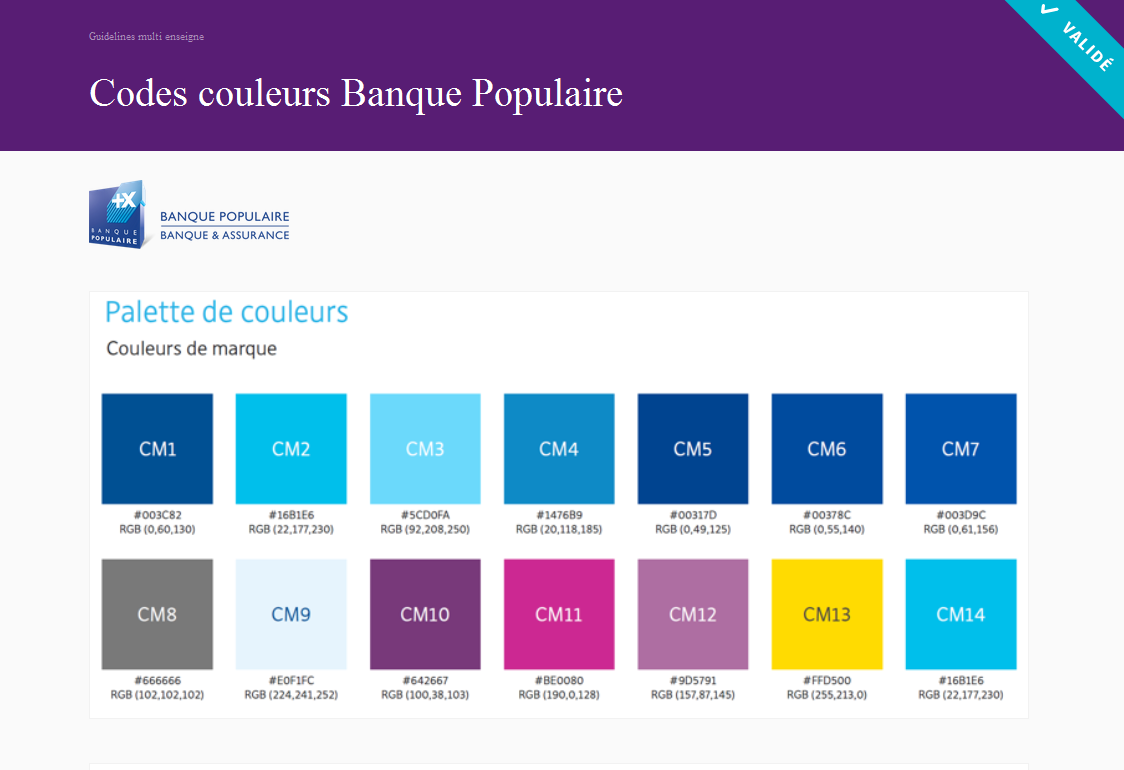 Guidelines multi enseigne
VALIDÉ
Codes couleurs Banque Populaire
+X
BANQUE
POPULAIRE
BANQUE POPULAIRE
BANQUE & ASSURANCE
Palette de couleurs
Couleurs de marque
CM1 CM2 CM3 CM4 CM5 CM6 CM7
#003C82 #16B1E6 #5CD0FA #1476B9 #00317D #00378C #003D9C
RGB (0,60,130) RGB (22,177,230) RGB (92,208,250) RGB (20,118,185) RGB (0,49,125) RGB (0,55,140) RGB (0,61,156)
CM8 CM9 CM10 CM11 CM12 CM13 CM14
#666666 #E0F1FC #642667 #BE0080 #9D5791 #FFD500 #16B1E6
RGB (102,102,102) RGB (224,241,252) RGB (100,38,103) RGB (190,0,128) RGB (157,87,145) RGB (255,213,0) RGB (22,177,230)